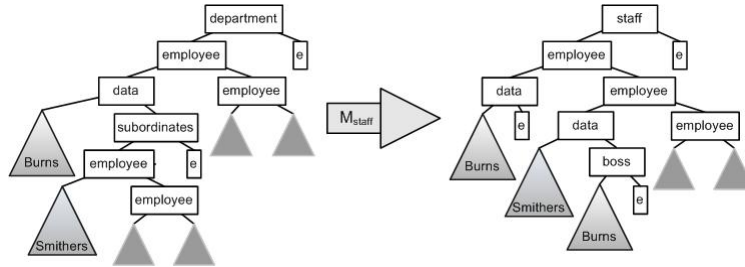 department
employee
e
data
employee
subordinates
Burns
employee
e
employee
Smithers
M_staff
staff
employee
e
data
employee
e
data
employee
Burns
boss
Smithers
e
Burns